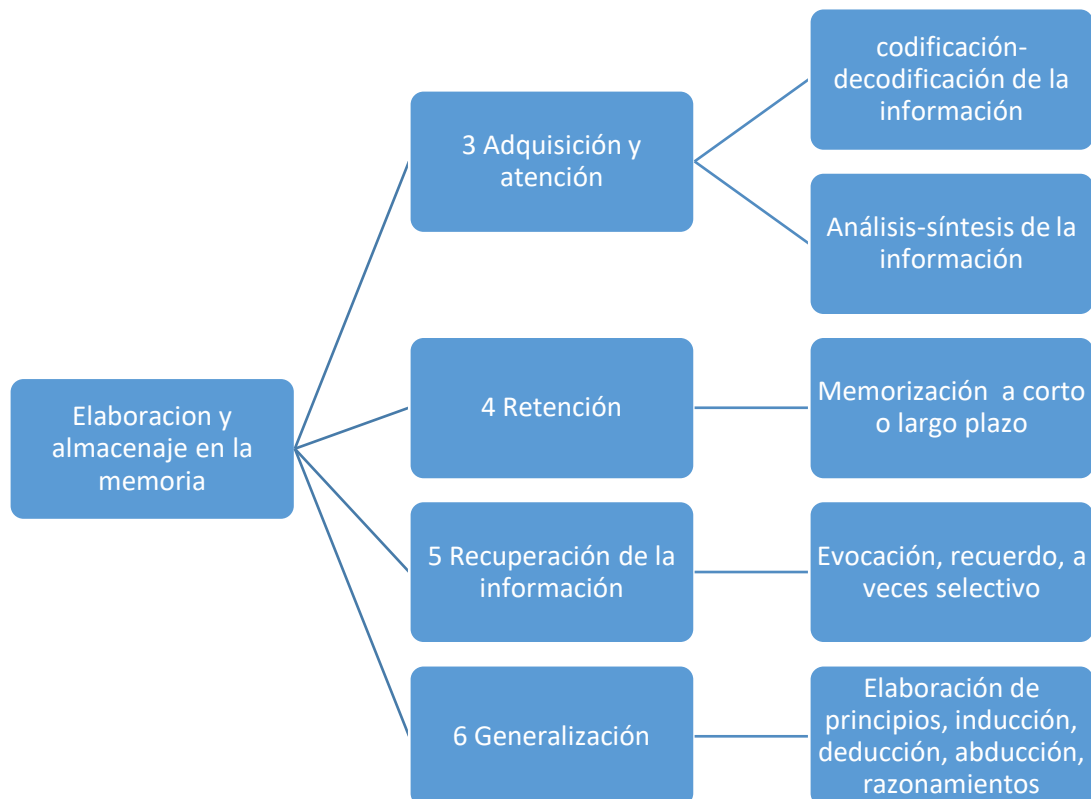 Elaboracion y
almacenaje en la
memoria
3 Adquisición y
atención
codificación-
decodificación de la
información
Análisis-síntesis de la
información
4 Retención
Memorización  a corto
o largo plazo
5 Recuperación de la
información
Evocación, recuerdo, a
veces selectivo
6 Generalización
Elaboración de
principios, inducción,
deducción, abducción,
razonamientos